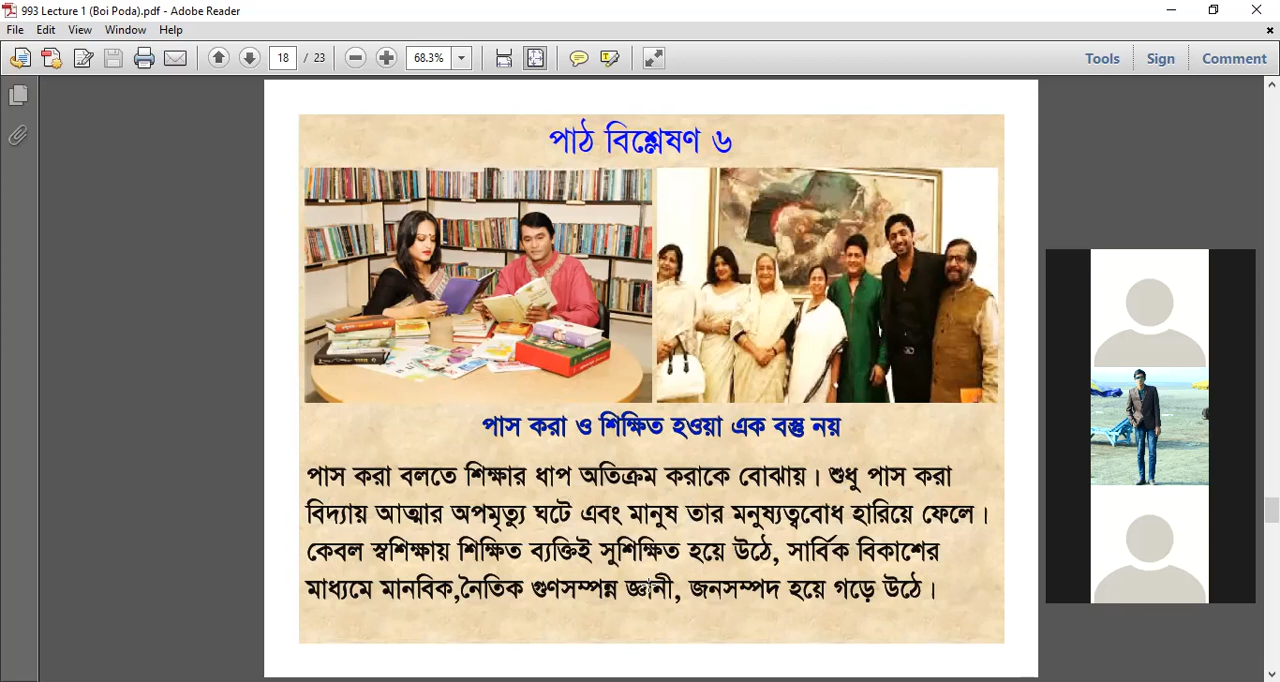 993 Lecture 1 (Boi Poda).pdf - Adobe Reader
File Edit View Window Help
18 / 23 68.3% Tools Sign Comment
পাঠ বিশ্লেষণ ৬
পাস করা ও শিক্ষিত হওয়া এক বস্তু নয়
পাস করা বলতে শিক্ষার ধাপ অতিক্রম করাকে বোঝায়। শুধু পাস করা
বিদ্যায় আত্মার অপমৃত্যু ঘটে এবং মানুষ তার মনুষ্যত্ববোধ হারিয়ে ফেলে।
কেবল স্বশিক্ষায় শিক্ষিত ব্যক্তিই সুশিক্ষিত হয়ে উঠে, সার্বিক বিকাশের
মাধ্যমে মানবিক,নৈতিক গুণসম্পন্ন জ্ঞানী, জনসম্পদ হয়ে গড়ে উঠে।